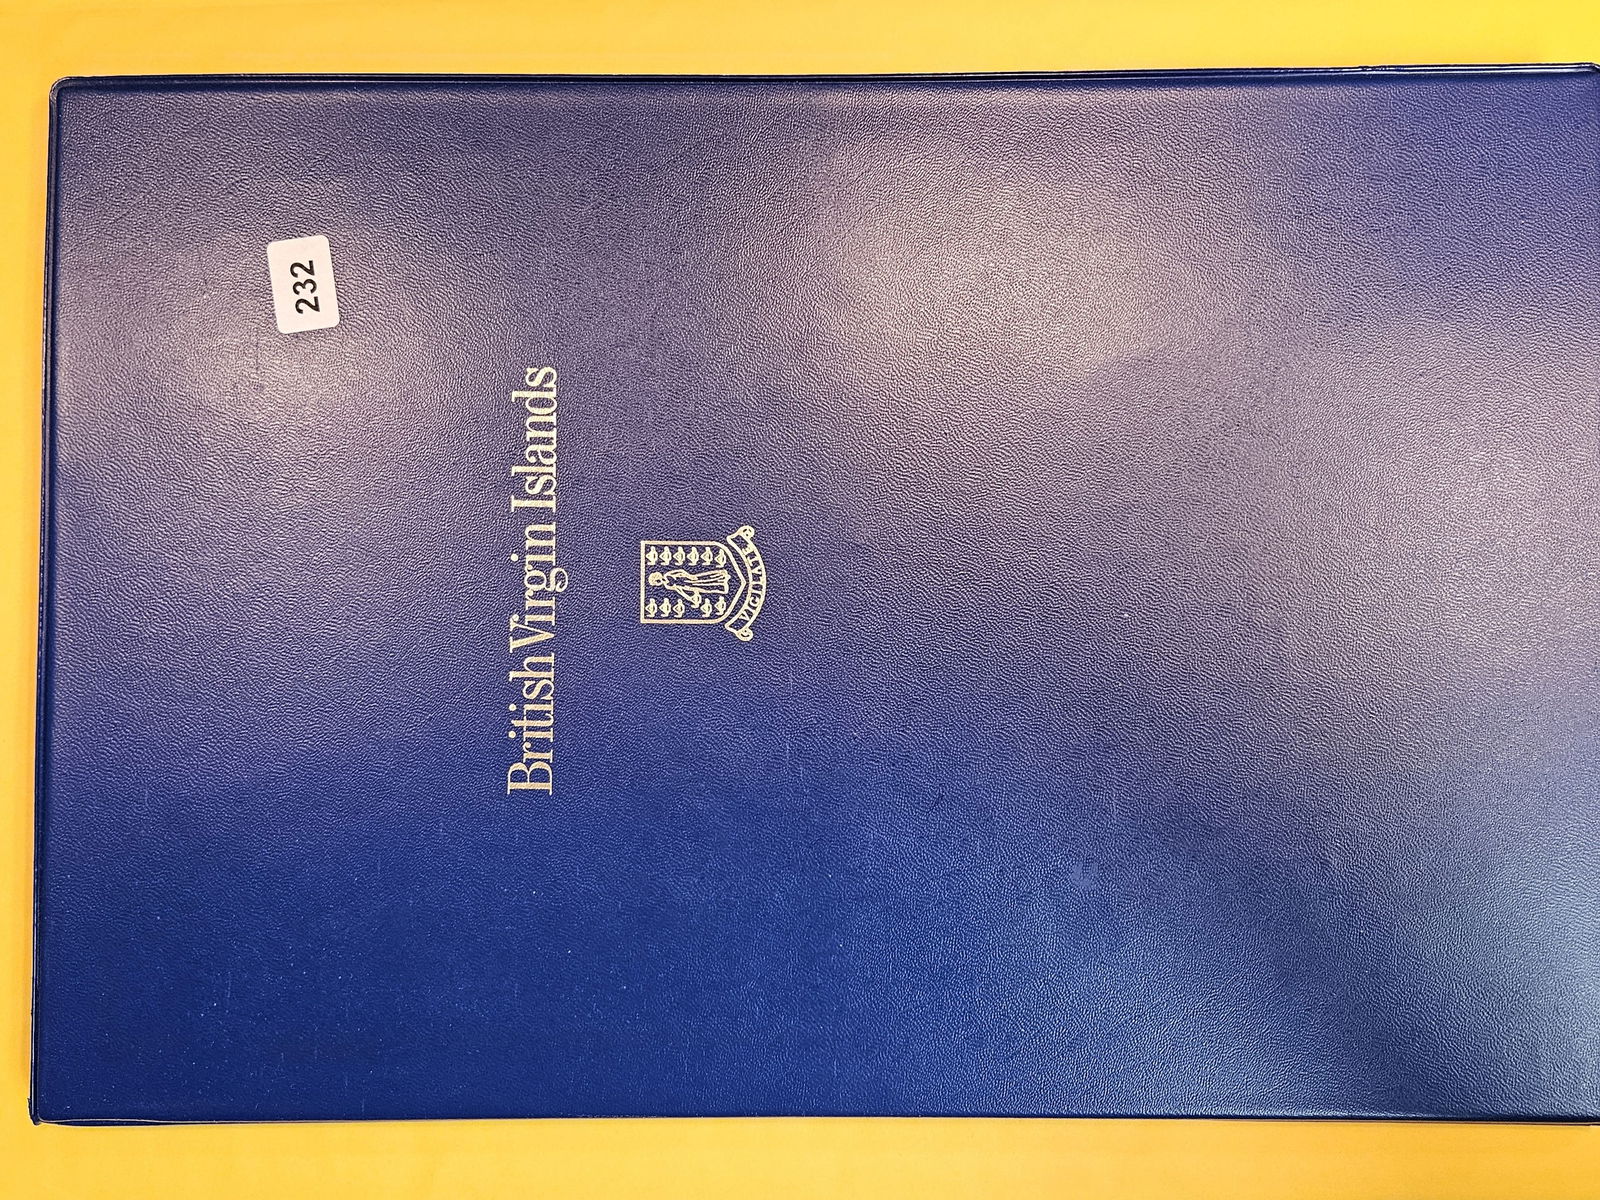 232
British Virgin Islands
VIGILATE